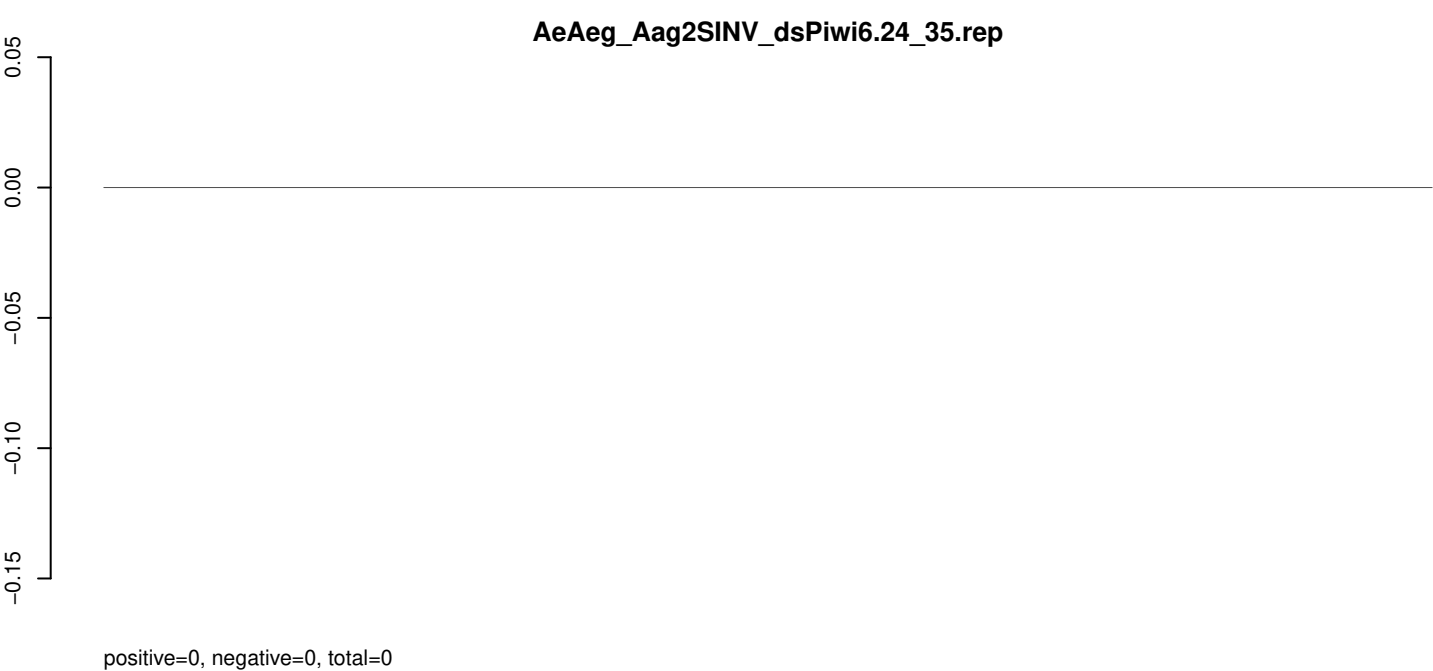 AeAeg_Aag2SINV_dsPiwi6.24_35.rep
0.05
0.00
−0.05
−0.10
−0.15
positive=0, negative=0, total=0